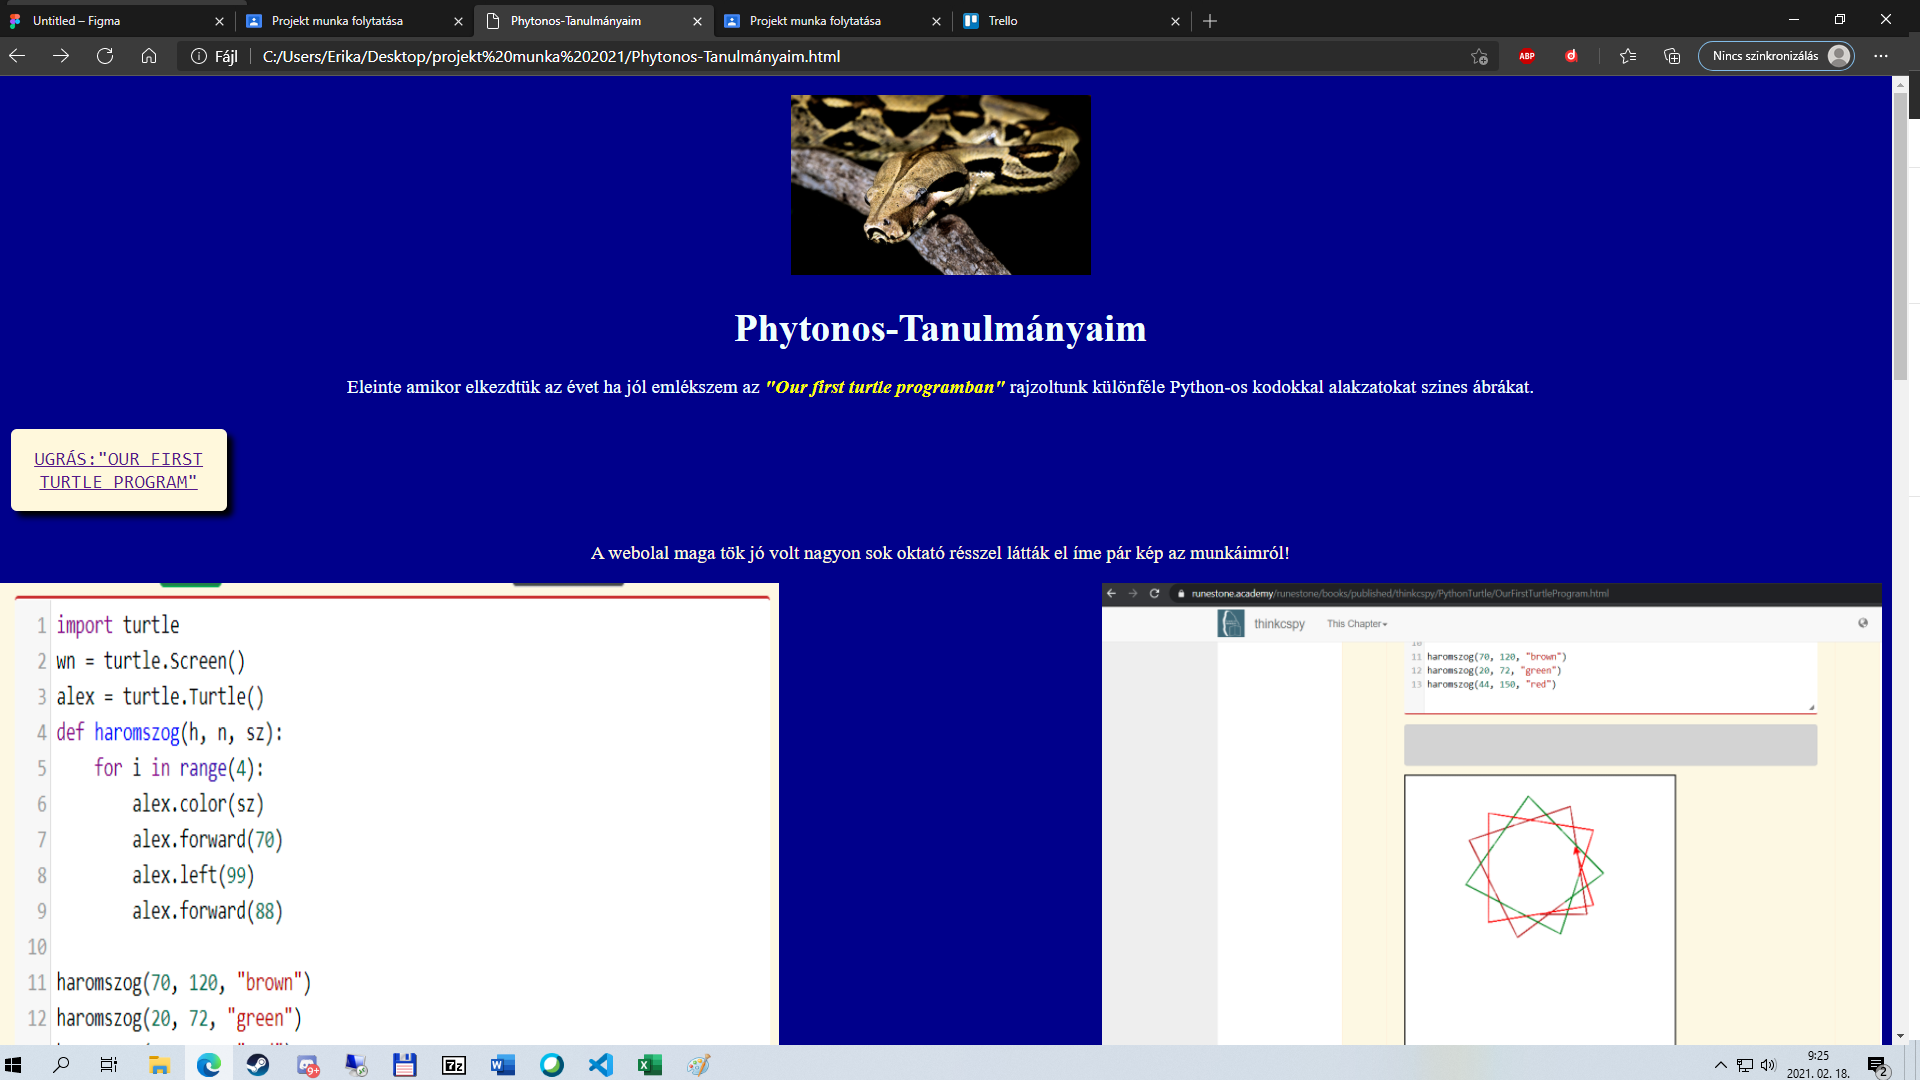 Untitled – Figma
Projekt munka folytatása
Phytonos-Tanulmányaim
Projekt munka folytatása
Trello
Fájl
C:/Users/Erika/Desktop/projekt%20munka%202021/Phytonos-Tanulmányaim.html
ABP
Nincs szinkronizálás
Phytonos-Tanulmányaim
Eleinte amikor elkezdtük az évet ha jól emlékszem az "Our first turtle programban" rajzoltunk különféle Python-os kodokkal alakzatokat szines ábrákat.
UGRÁS:"OUR FIRST
TURTLE PROGRAM"
A webolal maga tök jó volt nagyon sok oktató résszel látták el íme pár kép az munkáimról!
1 import turtle
2 wn = turtle.Screen()
3 alex = turtle.Turtle()
4 def haromszog(h, n, sz):
5 for i in range(4):
6 alex.color(sz)
7 alex.forward(70)
8 alex.left(99)
9 alex.forward(88)
10
11 haromszog(70, 120, "brown")
12 haromszog(20, 72, "green")
runestone.academy/runestone/books/published/thinkcspy/PythonTurtle/OurFirstTurtleProgram.html
thinkcspy
This Chapter
10
11 haromszog(70, 120, "brown")
12 haromszog(20, 72, "green")
13 haromszog(44, 150, "red")
9+
7z
9:25
2021. 02. 18.
2